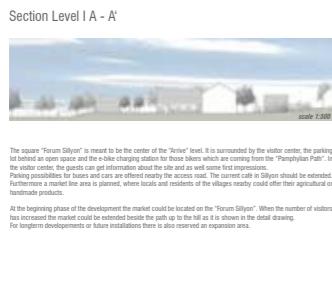 Section Level I A - A'
scale 1:500
The square "Forum Sillyon" is meant to be the center of the "Arrive" level. It is surrounded by the visitor center, the parking
lot behind an open space and the e-bike charging station for those bikers which are coming from the "Pamphylian Path". In
the visitor center, the guests can get information about the site and as well some first impressions.
Parking possibilities for buses and cars are offered nearby the access road. The current café in Sillyon should be extended.
Furthermore a market line area is planned, where locals and residents of the villages nearby could offer their agricultural or
handmade products.
At the beginning phase of the development the market could be located on the "Forum Sillyon". When the number of visitors
has increased the market could be extended beside the path up to the hill as it is shown in the detail drawing.
For longterm developements or future installations there is also reserved an expansion area.